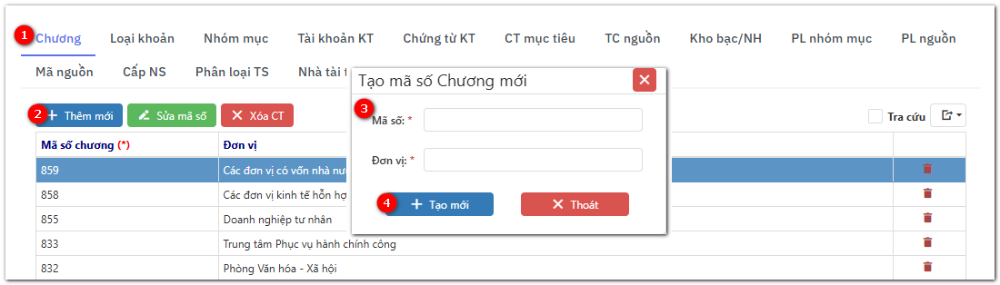 1 Chương Loại khoản Nhóm mục Tài khoản KT Chứng từ KT CT mục tiêu TC nguồn Kho bạc/NH PL nhóm mục PL nguồn
Mã nguồn Cấp NS Phân loại TS Nhà tài t
Tạo mã số Chương mới
2 Thêm mới Sửa mã số Xóa CT
3 Mã số: *
Tra cứu
Mã số chương (*) Đơn vị
Đơn vị: *
859 Các đơn vị có vốn nhà nư
858 Các đơn vị kinh tế hỗn hợ
4 Tạo mới Thoát
855 Doanh nghiệp tư nhân
833 Trung tâm Phục vụ hành chính công
832 Phòng Văn hóa - Xã hội